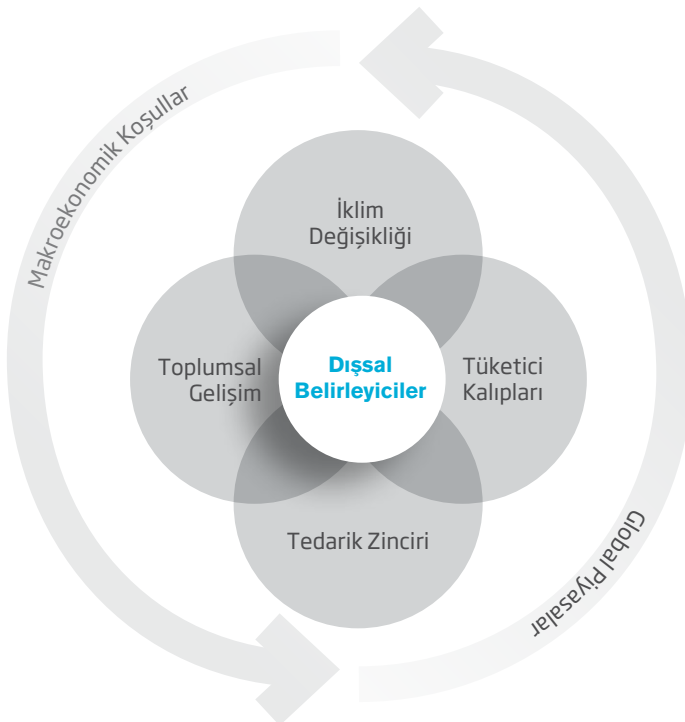 Makroekonomik Koşullar
İklim
Değişikliği
Toplumsal
Gelişim
Dışsal
Belirleyiciler
Tüketici
Kalıpları
Tedarik Zinciri
Global Piyasalar